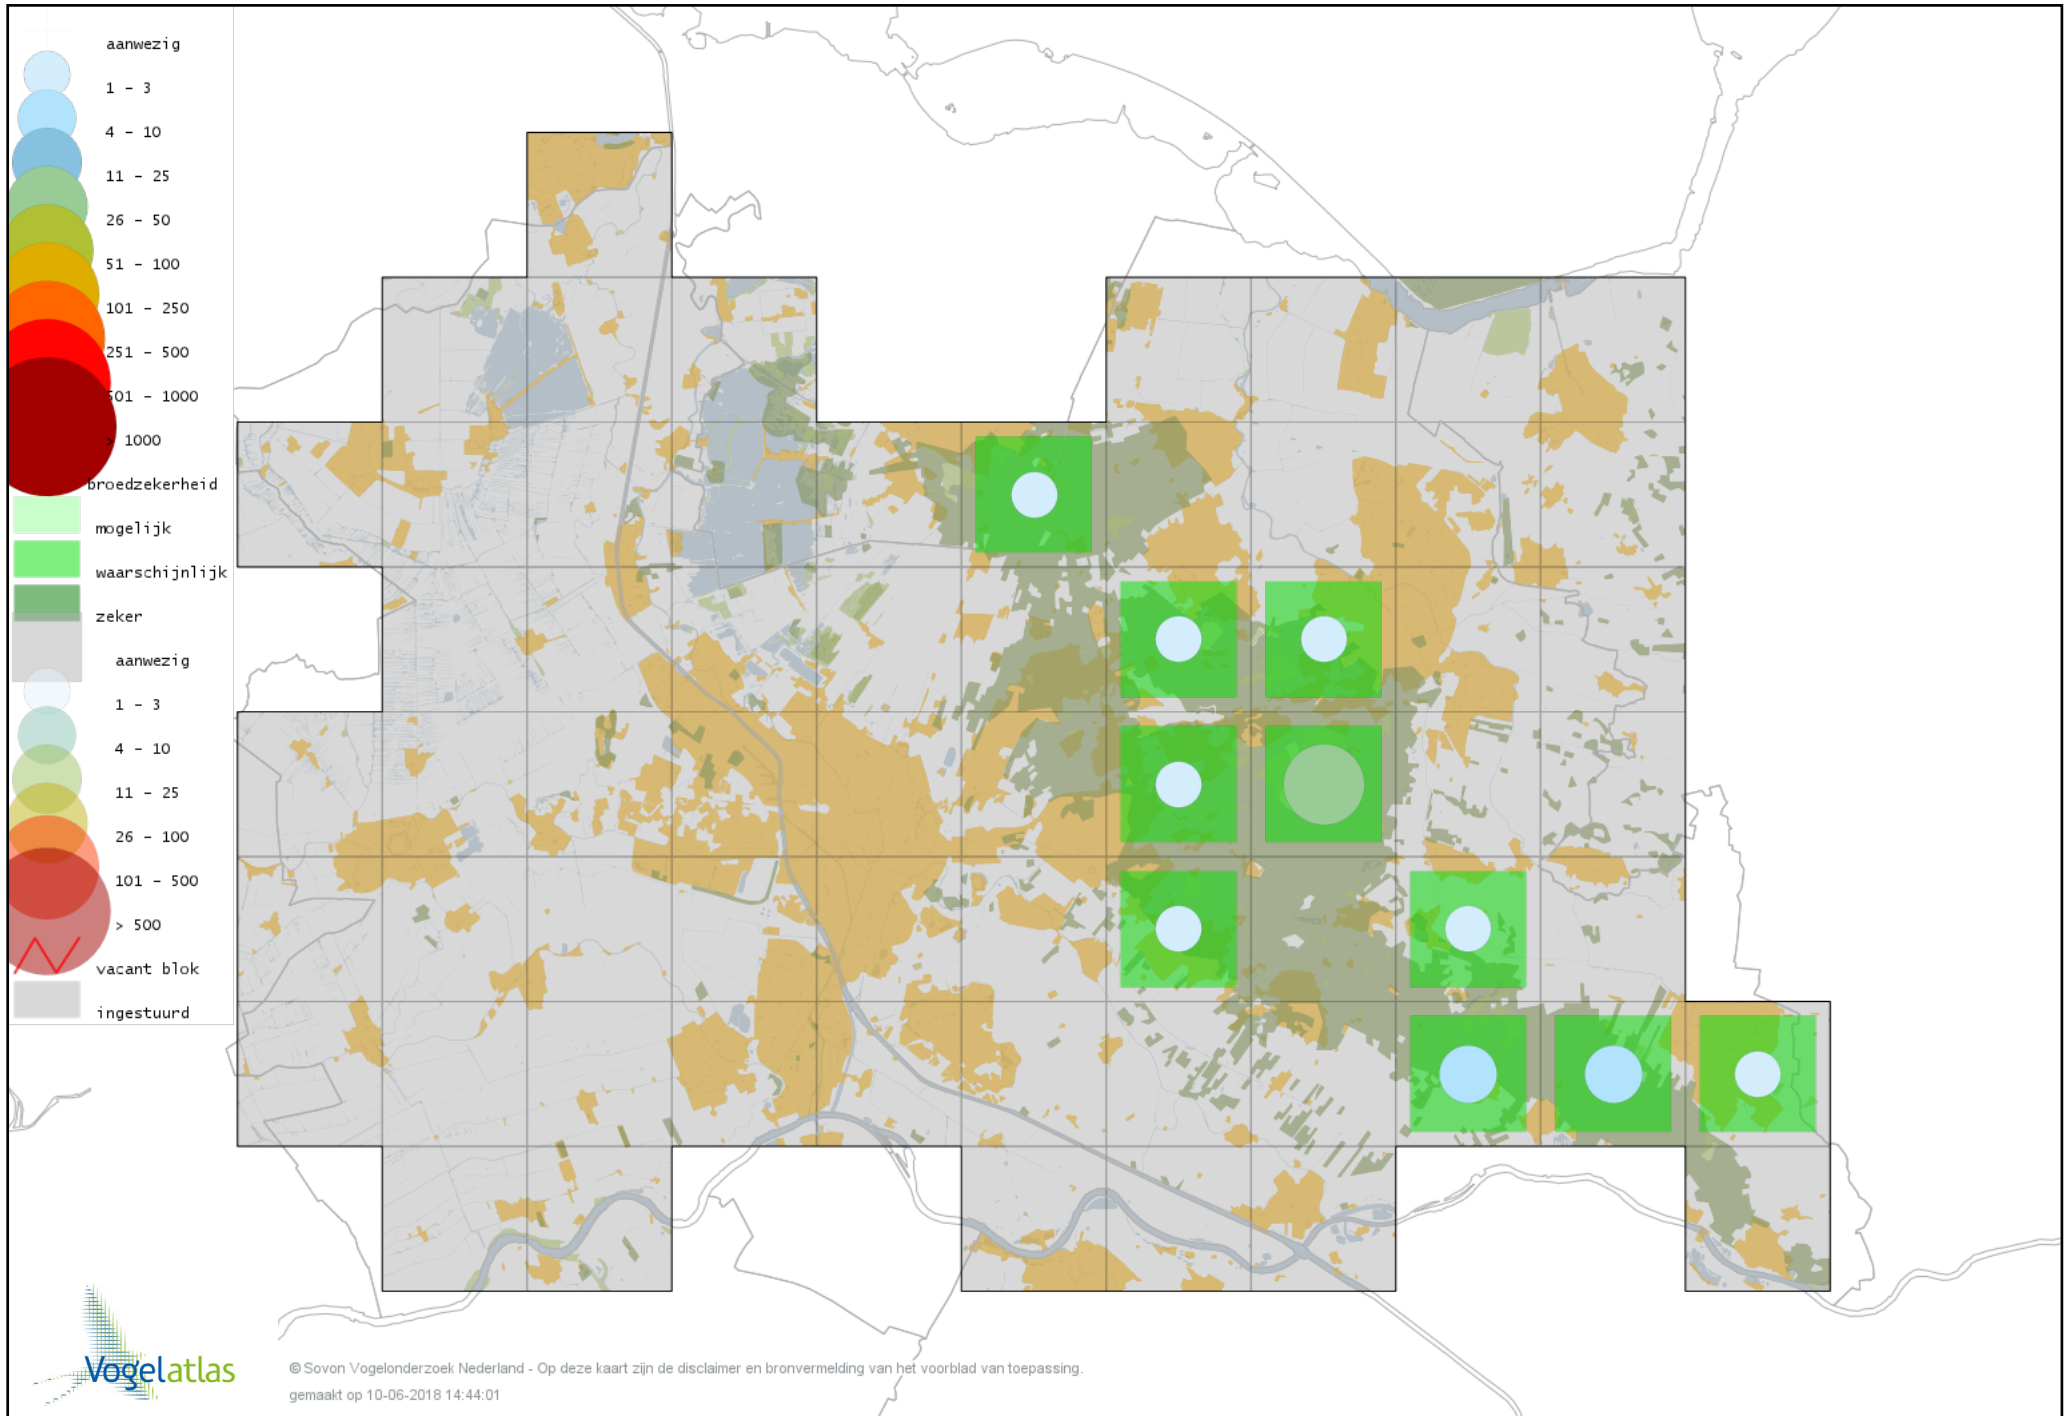 aanwezig
1 - 3
4 - 10
11 - 25
26 - 50
51 - 100
101 - 250
251 - 500
501 - 1000
> 1000
broedzekerheid
mogelijk
waarschijnlijk
zeker
aanwezig
1 - 3
4 - 10
11 - 25
26 - 100
101 - 500
> 500
vacant blok
ingestuurd
Vogelatlas
© Sovon Vogelonderzoek Nederland - Op deze kaart zijn de disclaimer en bronvermelding van het voorblad van toepassing.
gemaakt op 10-06-2018 14:44:01